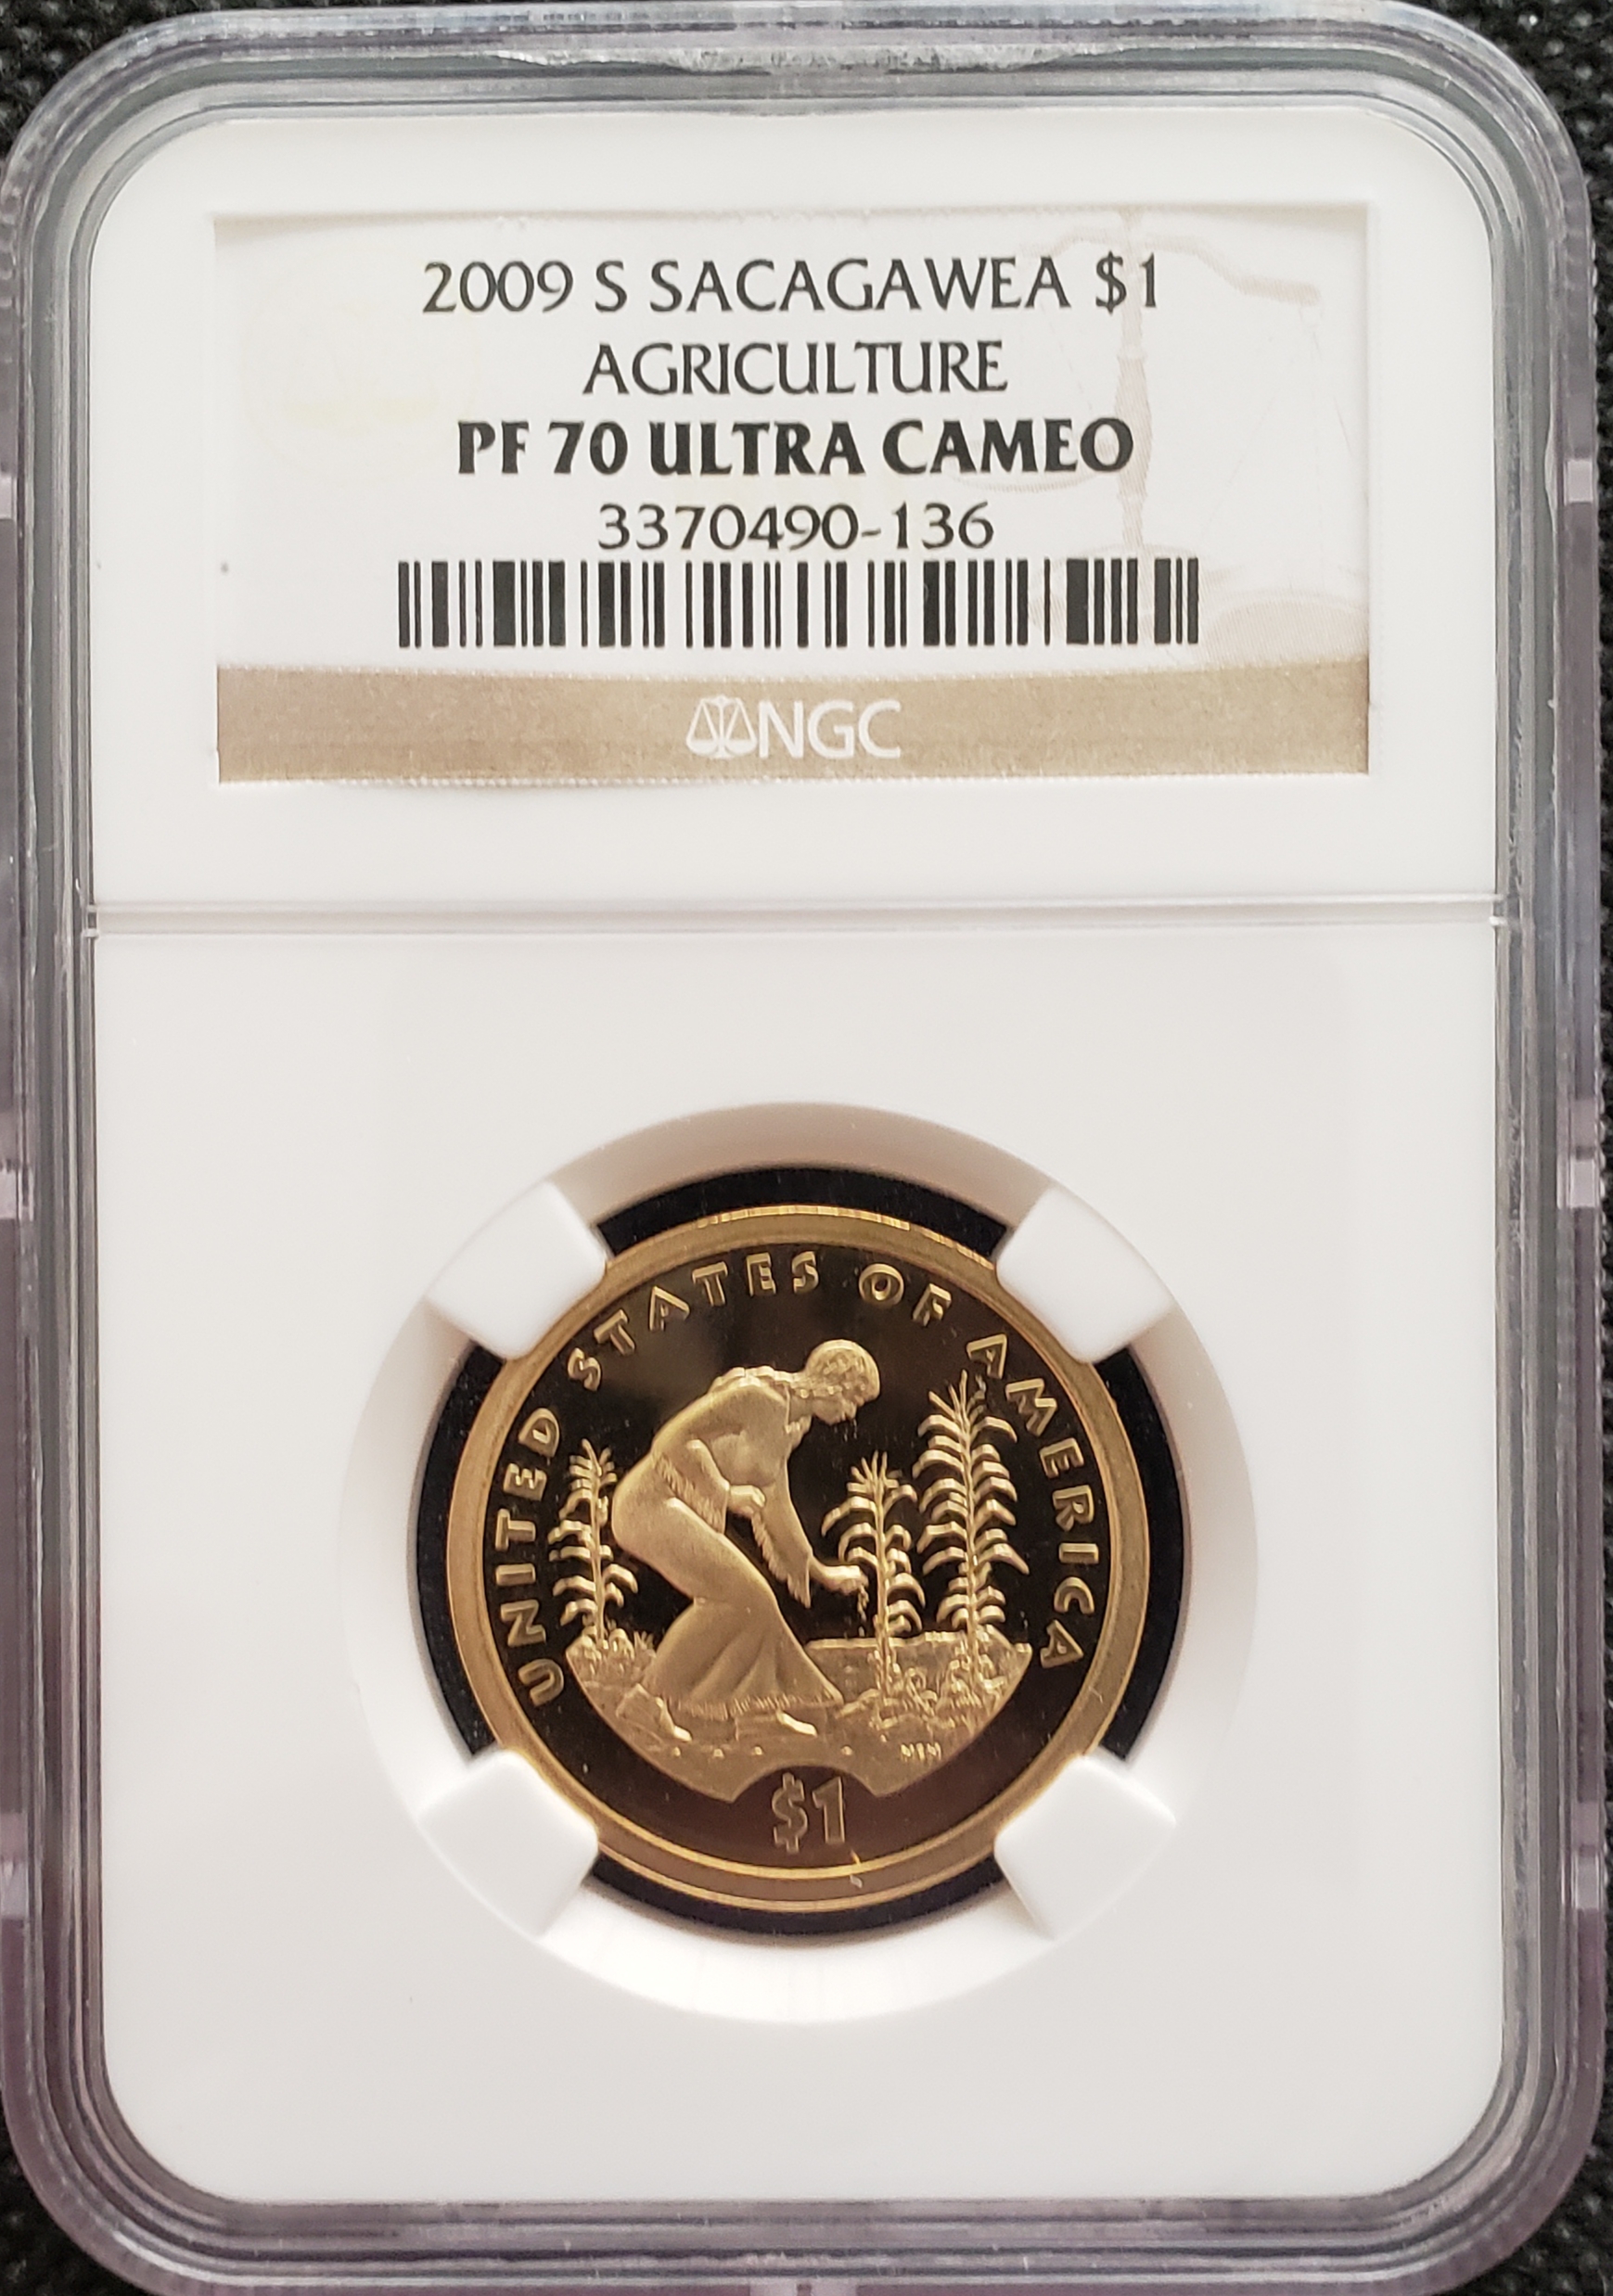 2009 S SACAGAWEA $1
AGRICULTURE
PF 70 ULTRA CAMEO
3370490-136
NGC
UNITED STATES OF AMERICA
$1